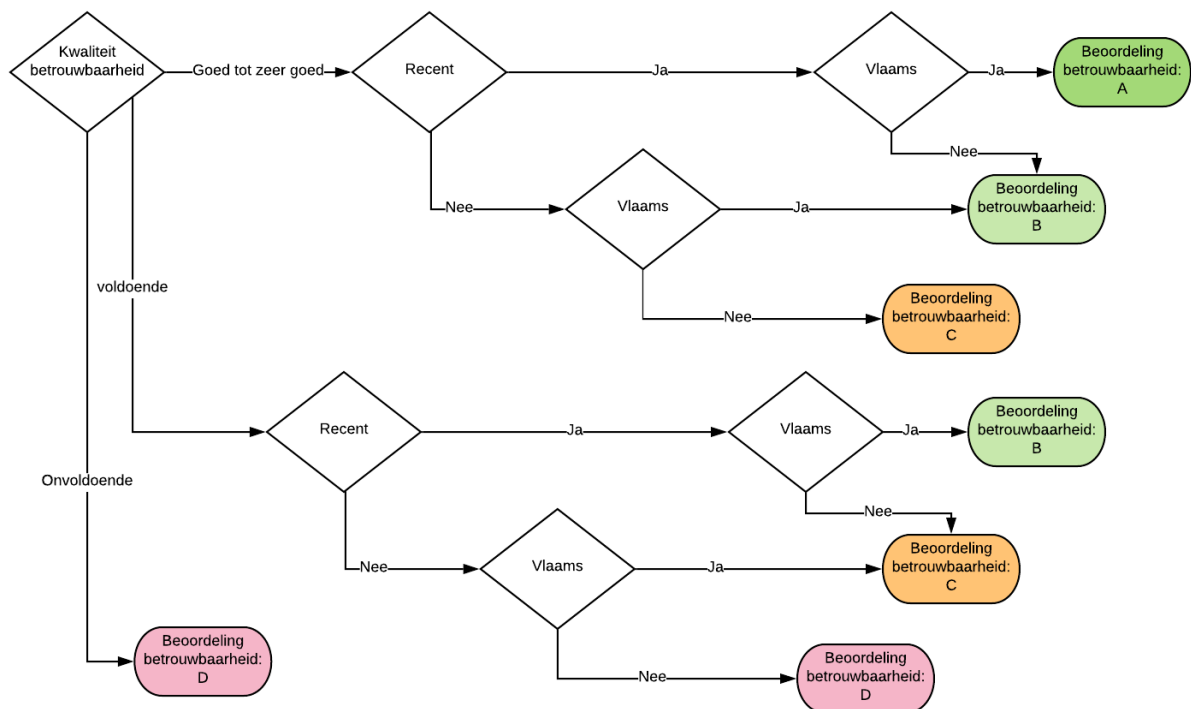 Kwaliteit
betrouwbaarheid
Goed tot zeer goed
Recent
Ja
Vlaams
Ja
Beoordeling
betrouwbaarheid:
A
Nee
Nee
Vlaams
Ja
Beoordeling
betrouwbaarheid:
B
voldoende
Nee
Beoordeling
betrouwbaarheid:
C
Recent
Ja
Vlaams
Ja
Beoordeling
betrouwbaarheid:
B
Onvoldoende
Nee
Nee
Vlaams
Ja
Beoordeling
betrouwbaarheid:
C
Beoordeling
betrouwbaarheid:
D
Nee
Beoordeling
betrouwbaarheid:
D